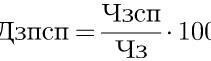 Дзпсп = Чзсп / Чз · 100